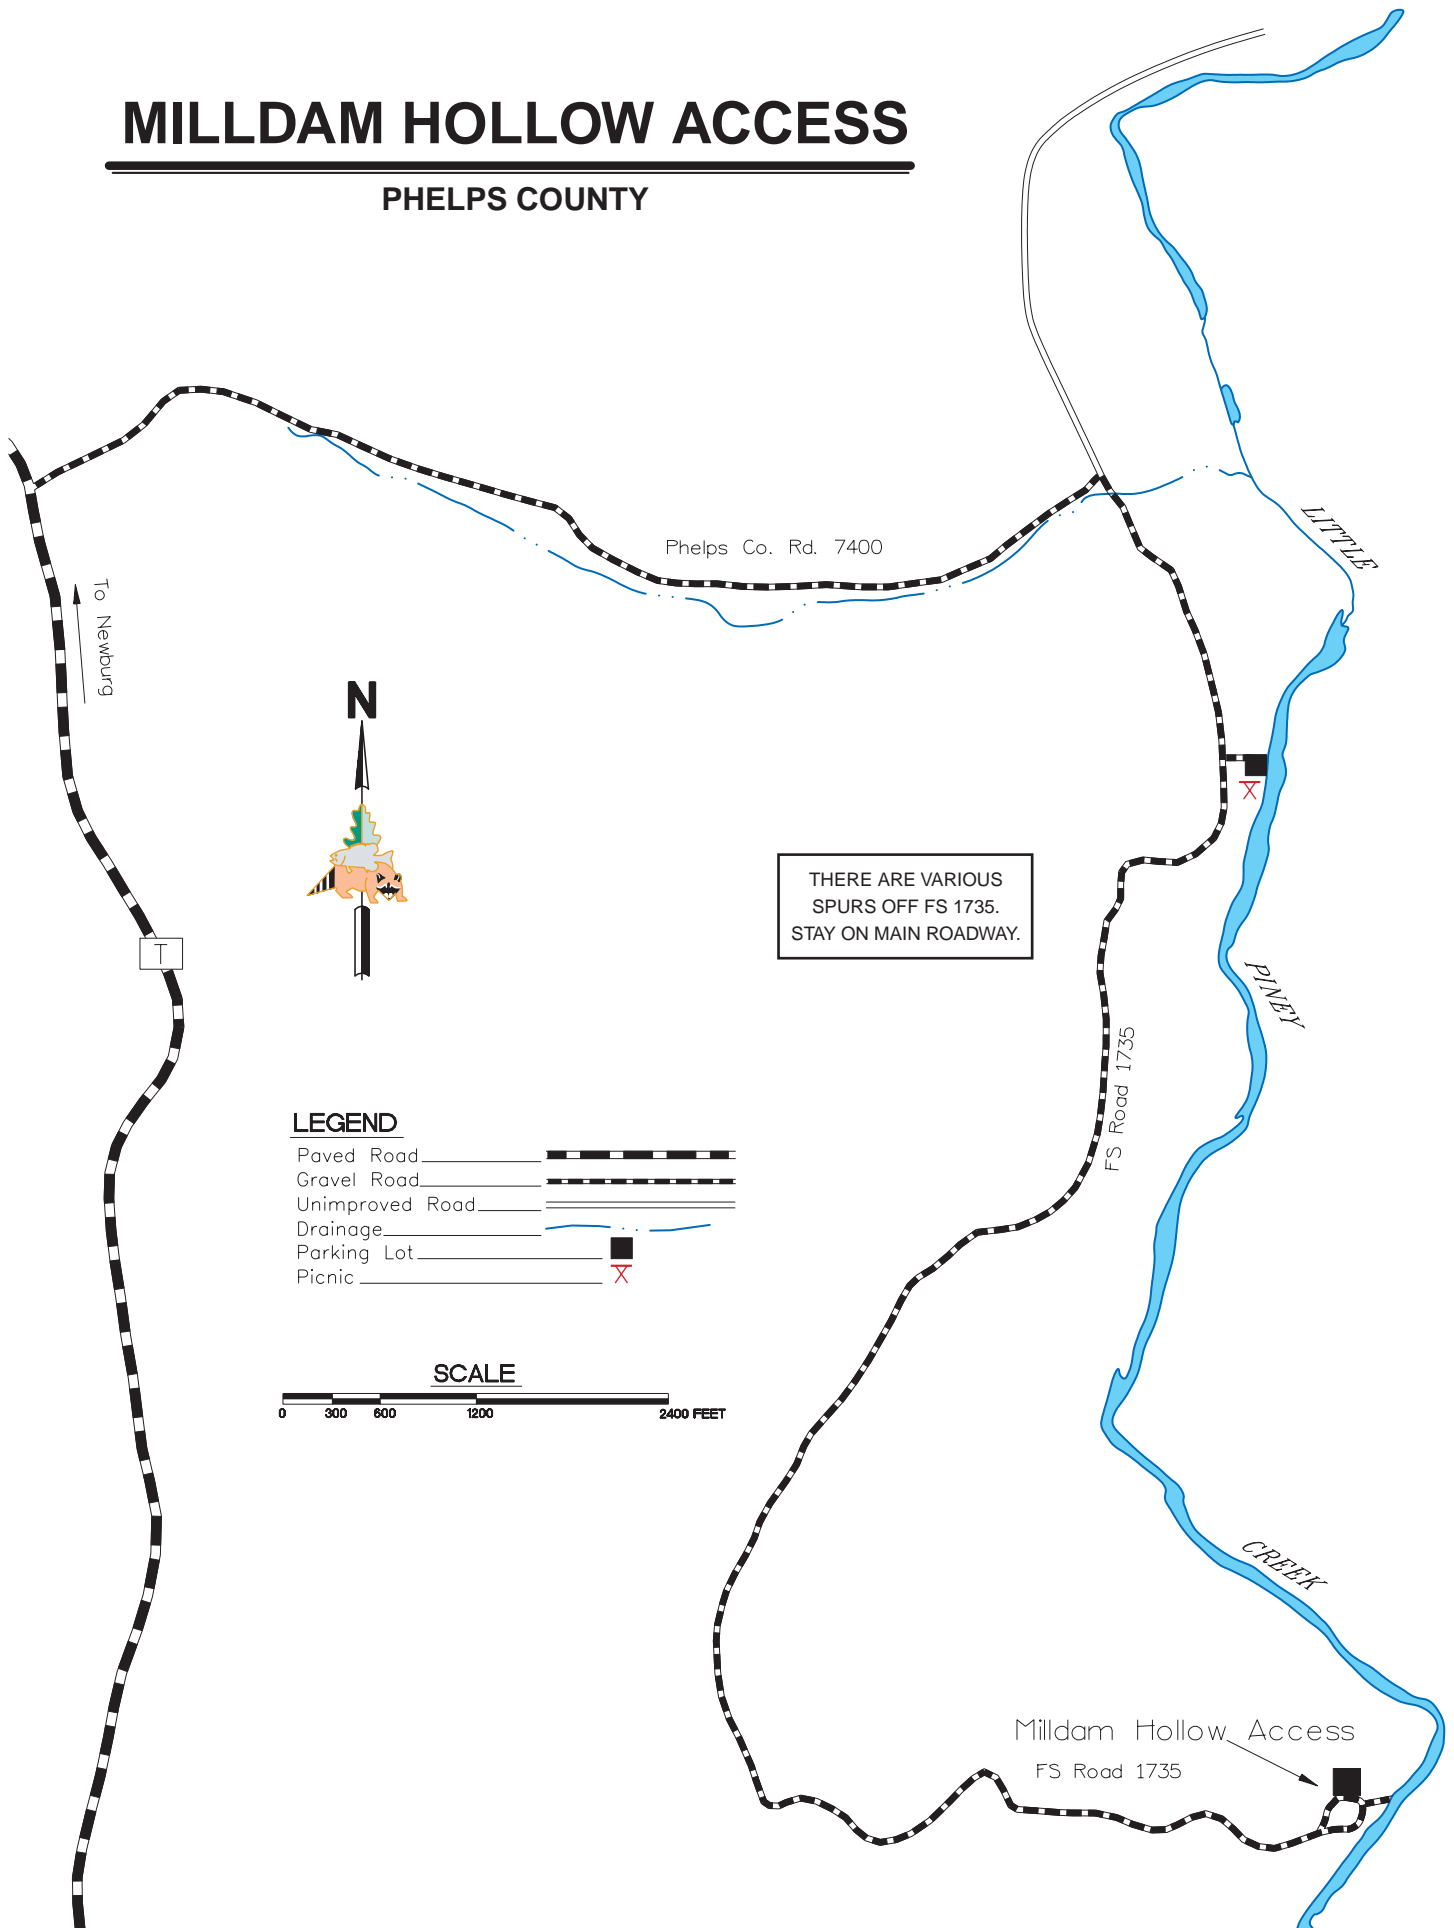 MILLDAM HOLLOW ACCESS
PHELPS COUNTY
LITTLE
Phelps Co. Rd. 7400
To Newburg
N
THERE ARE VARIOUS
SPURS OFF FS 1735.
STAY ON MAIN ROADWAY.
T
PINEY
FS Road 1735
LEGEND
Paved Road
Gravel Road
Unimproved Road
Drainage
Parking Lot
Picnic
SCALE
0 300 600 1200 2400 FEET
CREEK
Milldam Hollow Access
FS Road 1735